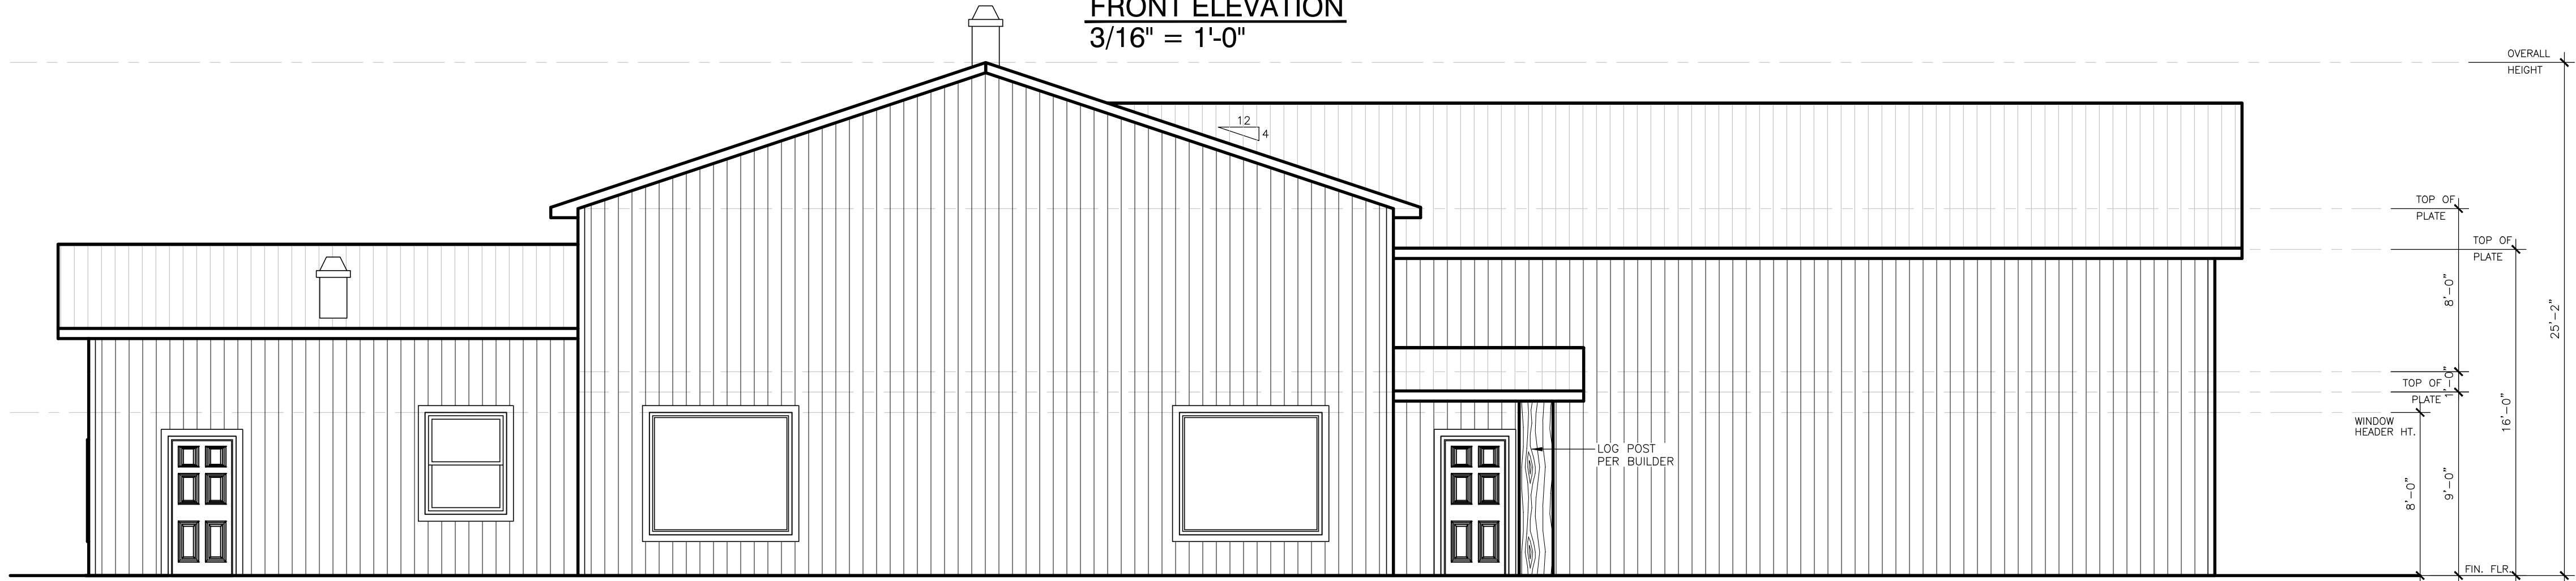 FRONT ELEVATION
3/16" = 1'-0"
OVERALL
HEIGHT
12
4
TOP OF
PLATE
TOP OF
PLATE
8'-0"
25'-2"
1'-0"
TOP OF
PLATE
WINDOW
HEADER HT.
16'-0"
LOG POST
PER BUILDER
8'-0"
9'-0"
FIN. FLR.